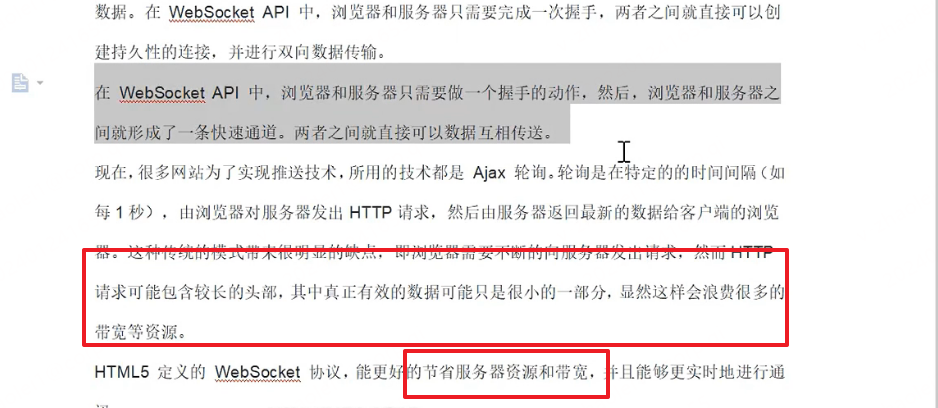 数据。在 WebSocket API 中，浏览器和服务器只需要完成一次握手，两者之间就直接可以创
建持久性的连接，并进行双向数据传输。
在 WebSocket API 中，浏览器和服务器只需要做一个握手的动作，然后，浏览器和服务器之
间就形成了一条快速通道。两者之间就直接可以数据互相传送。
现在，很多网站为了实现推送技术，所用的技术都是 Ajax 轮询。轮询是在特定的的时间间隔（如
每1秒），由浏览器对服务器发出HTTP请求，然后由服务器返回最新的数据给客户端的浏览
器。这种传统的模式带来很明显的缺点，即浏览器需要不断的向服务器发出请求，然而HTTP
请求可能包含较长的头部，其中真正有效的数据可能只是很小的一部分，显然这样会浪费很多的
带宽等资源。
HTML5 定义的 WebSocket 协议，能更好的节省服务器资源和带宽，并且能够更实时地进行通